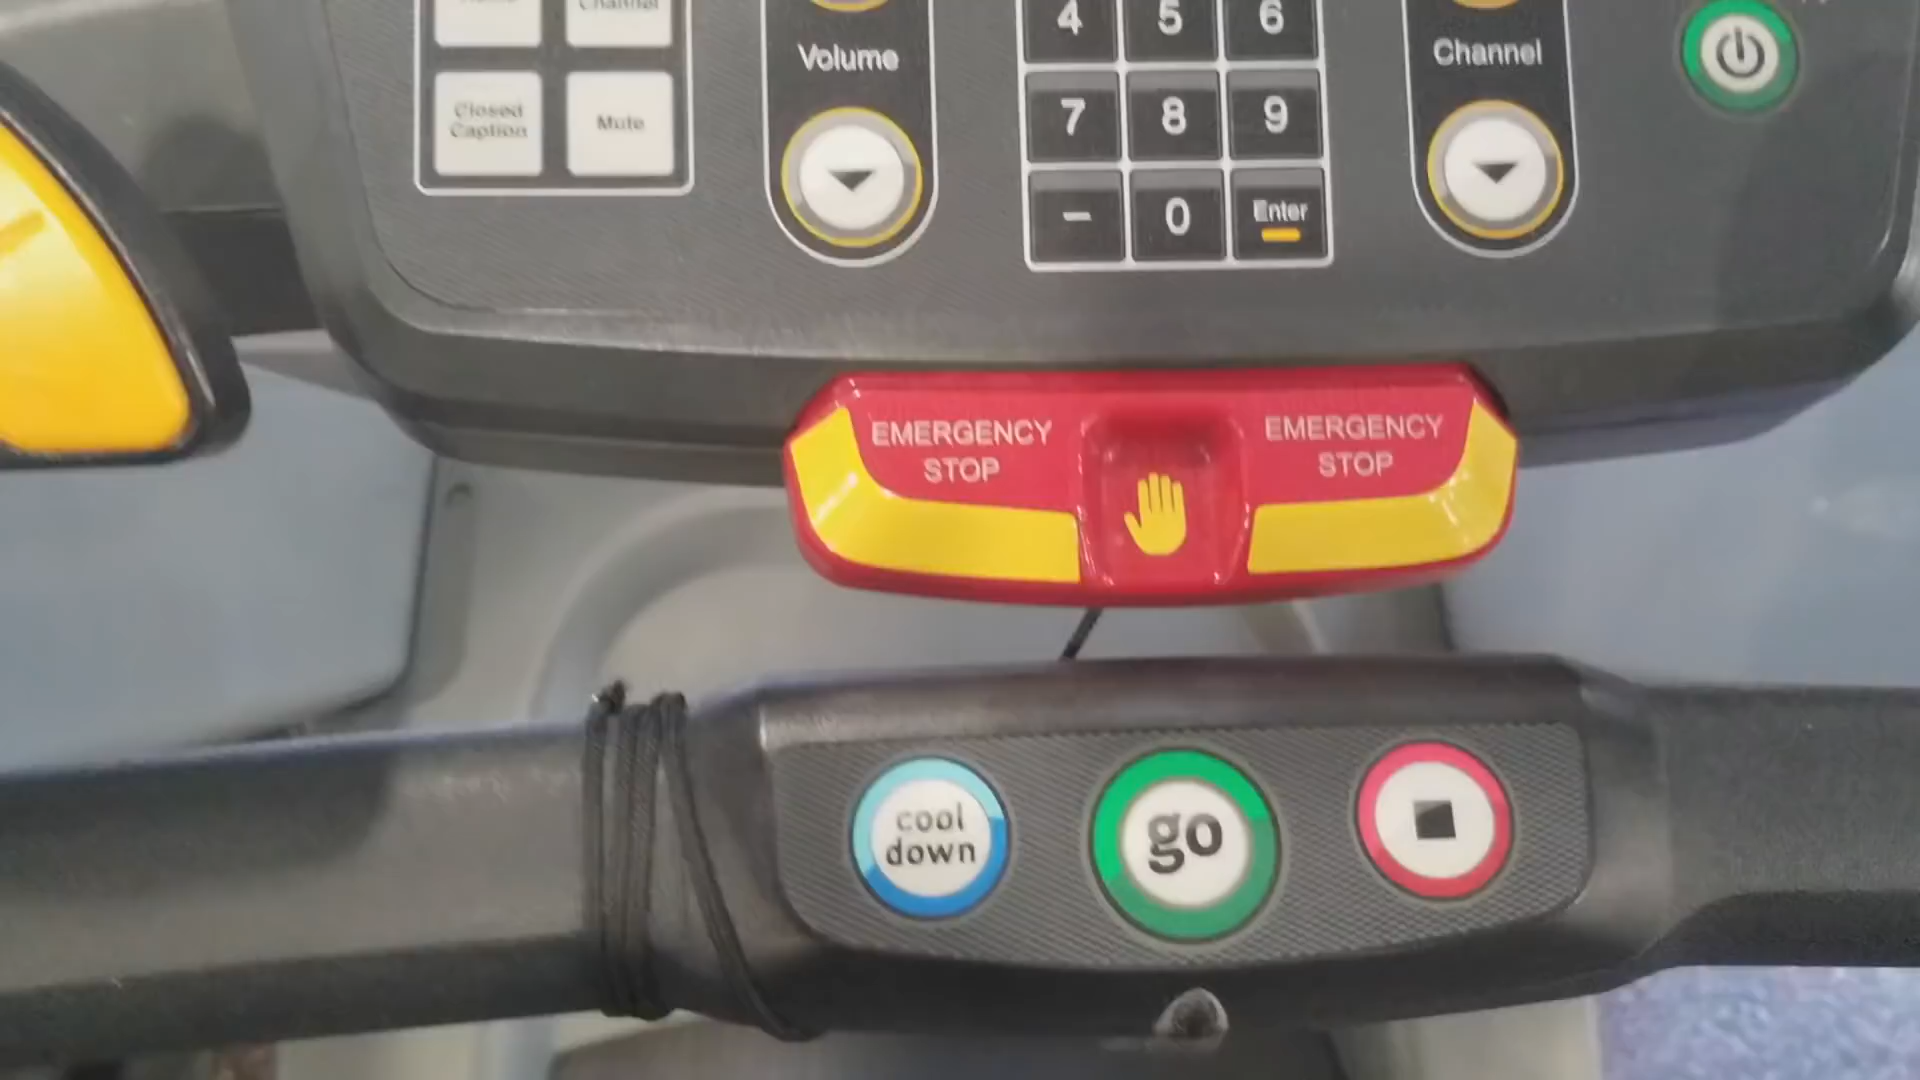 Channel
Closed
Caption
Mute
Volume
4 5 6
7 8 9
– 0 Enter
Channel
EMERGENCY
STOP
EMERGENCY
STOP
cool
down
go